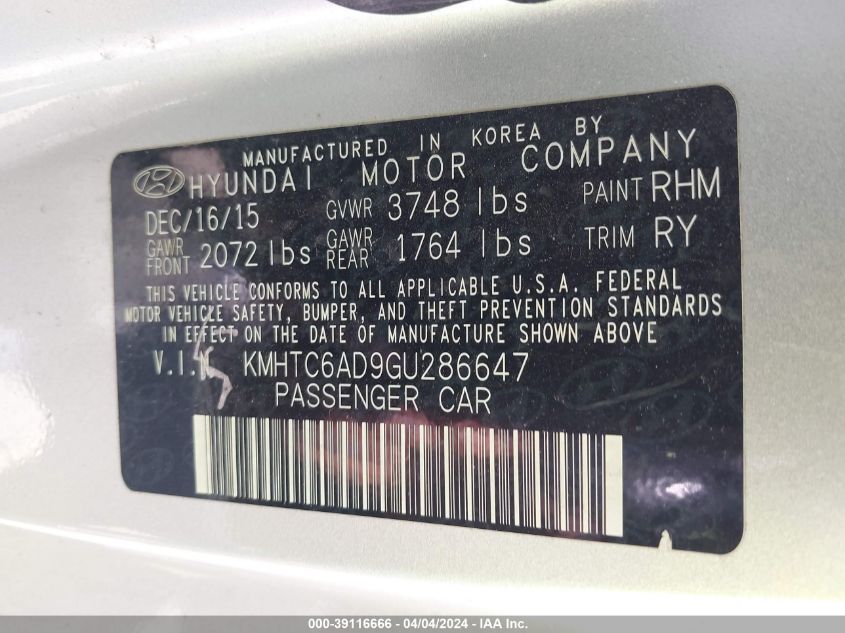 MANUFACTURED IN KOREA BY
HYUNDAI MOTOR COMPANY
DEC/16/15 GVWR 3748 lbs PAINT RHM
GAWR FRONT 2072 lbs GAWR REAR 1764 lbs TRIM RY
THIS VEHICLE CONFORMS TO ALL APPLICABLE U.S.A. FEDERAL
MOTOR VEHICLE SAFETY, BUMPER, AND THEFT PREVENTION STANDARDS
IN EFFECT ON THE DATE OF MANUFACTURE SHOWN ABOVE
V.I.N KMHTC6AD9GU286647
PASSENGER CAR
000-39116666 - 04/04/2024 - IAA Inc.